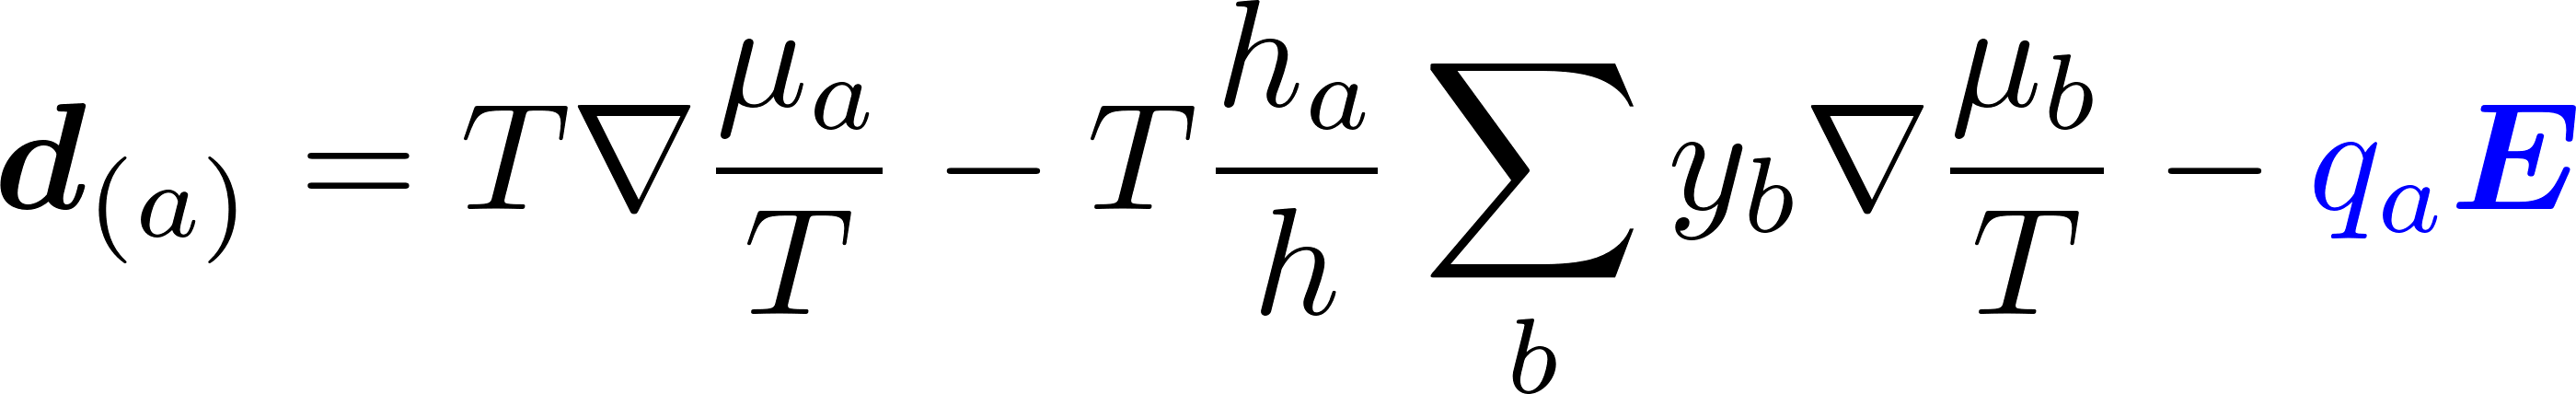 d_(a) = T∇ μ_a/T − T h_a/h ∑_b y_b ∇ μ_b/T − q_a E